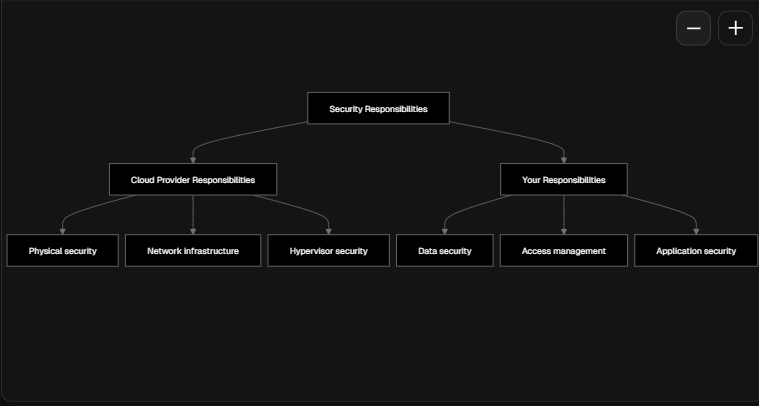 Security Responsibilities
Cloud Provider Responsibilities
Your Responsibilities
Physical security
Network infrastructure
Hypervisor security
Data security
Access management
Application security